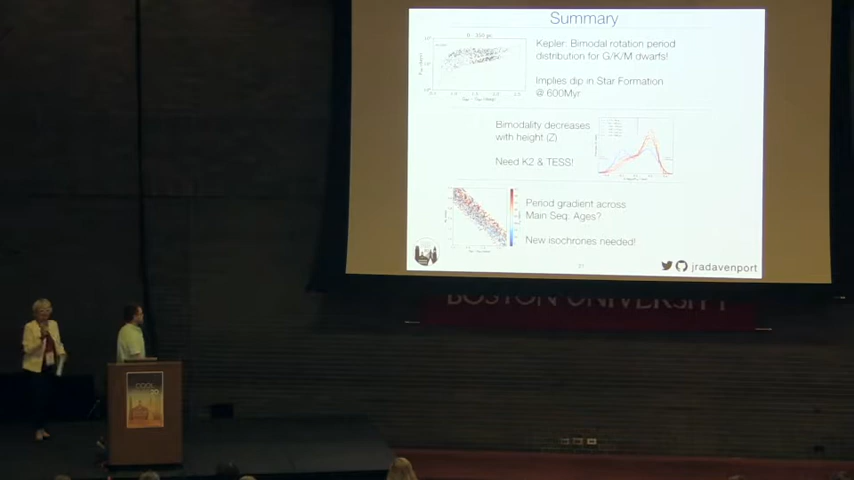 Summary
Kepler: Bimodal rotation period
distribution for G/K/M dwarfs!
Implies dip in Star Formation
@ 600Myr
Bimodality decreases
with height (Z)
Need K2 & TESS!
Period gradient across
Main Seq. Ages?
New isochrones needed!
jradavenport
BOSTON UNIVERSITY
COOL